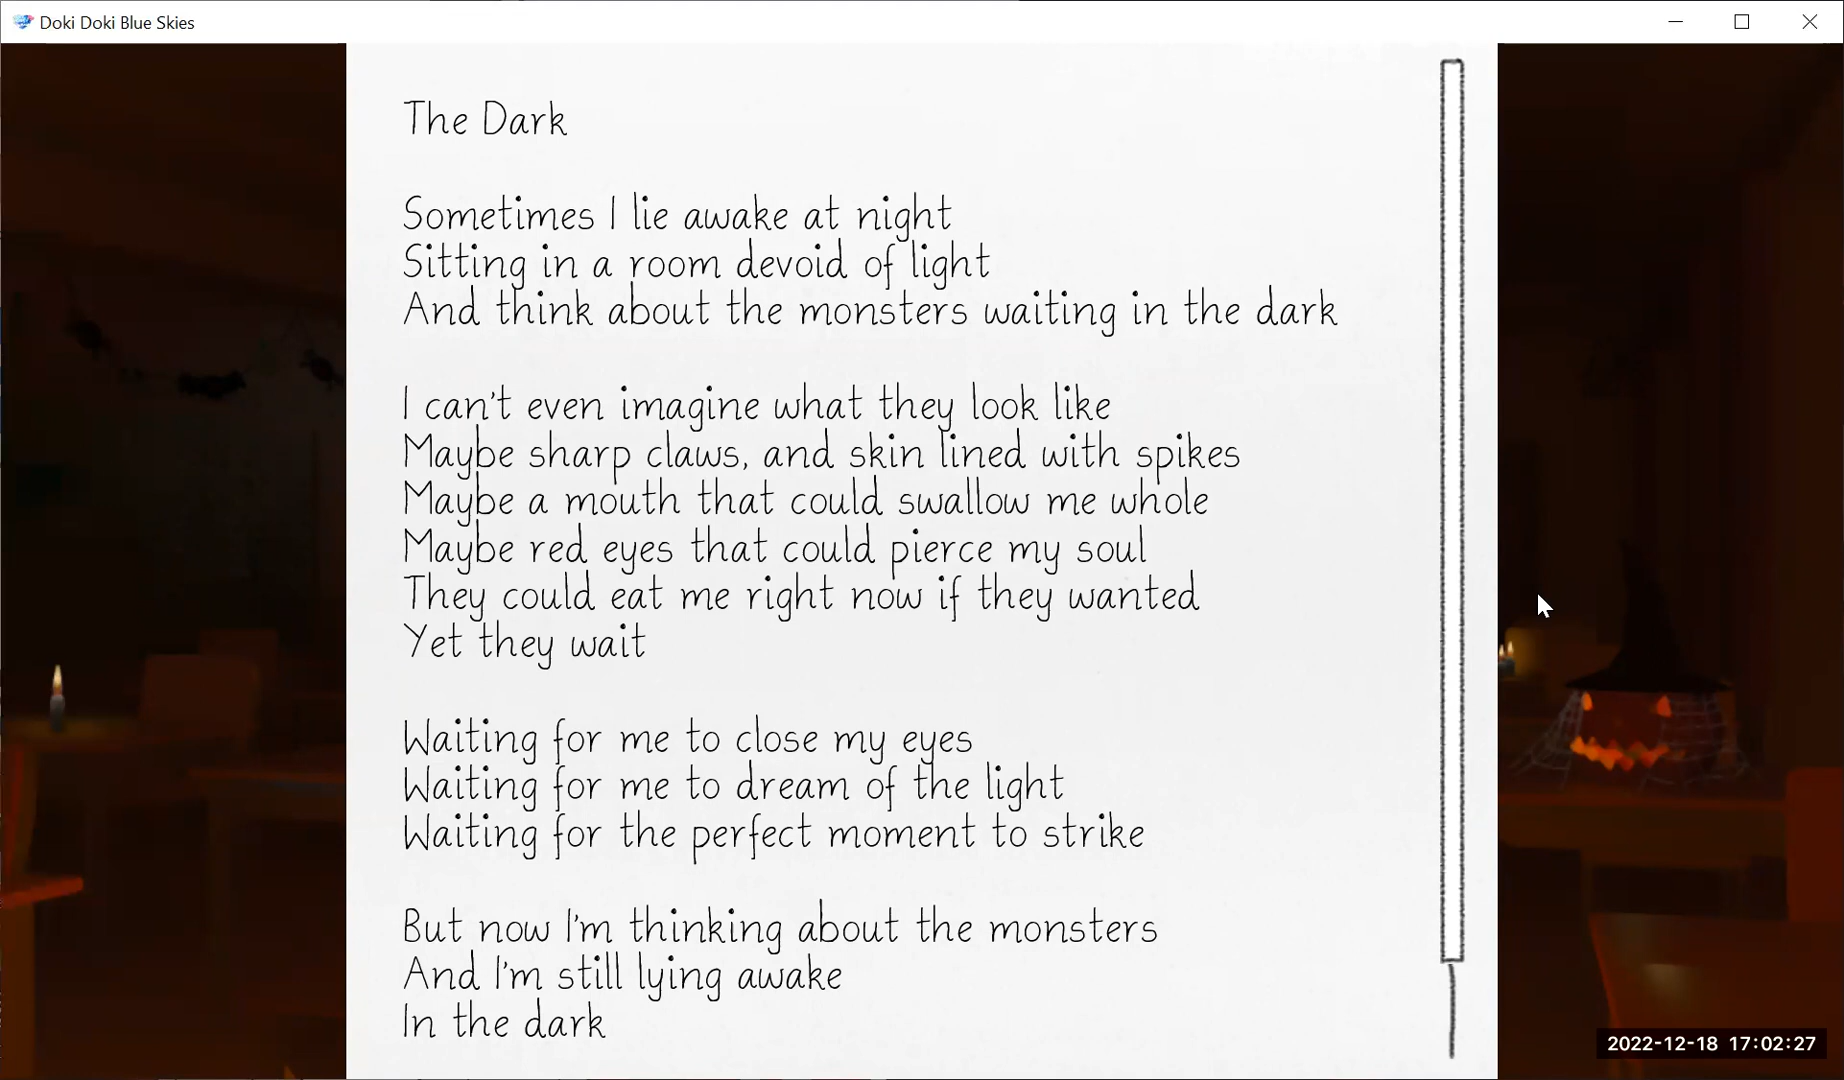 Doki Doki Blue Skies
The Dark
Sometimes I lie awake at night
Sitting in a room devoid of light
And think about the monsters waiting in the dark
I can't even imagine what they look like
Maybe sharp claws, and skin lined with spikes
Maybe a mouth that could swallow me whole
Maybe red eyes that could pierce my soul
They could eat me right now if they wanted
Yet they wait
Waiting for me to close my eyes
Waiting for me to dream of the light
Waiting for the perfect moment to strike
But now I'm thinking about the monsters
And I'm still lying awake
In the dark
2022-12-18 17:02:27